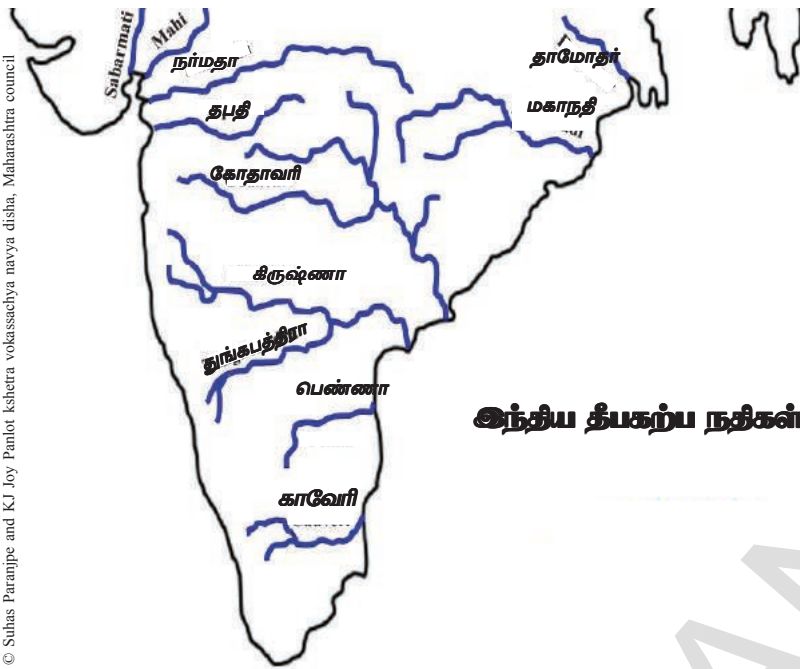 © Suhas Paranjpe and KJ Joy Panlot kshetra vokassachya navya disha, Maharashtra council
Sabarmati
Mahi
நர்மதா
தாமோதர்
தபதி
மகாநதி
கோதாவரி
கிருஷ்ணா
துங்கபத்திரா
பெண்ணா
இந்திய தீபகற்ப நதிகள்
காவேரி